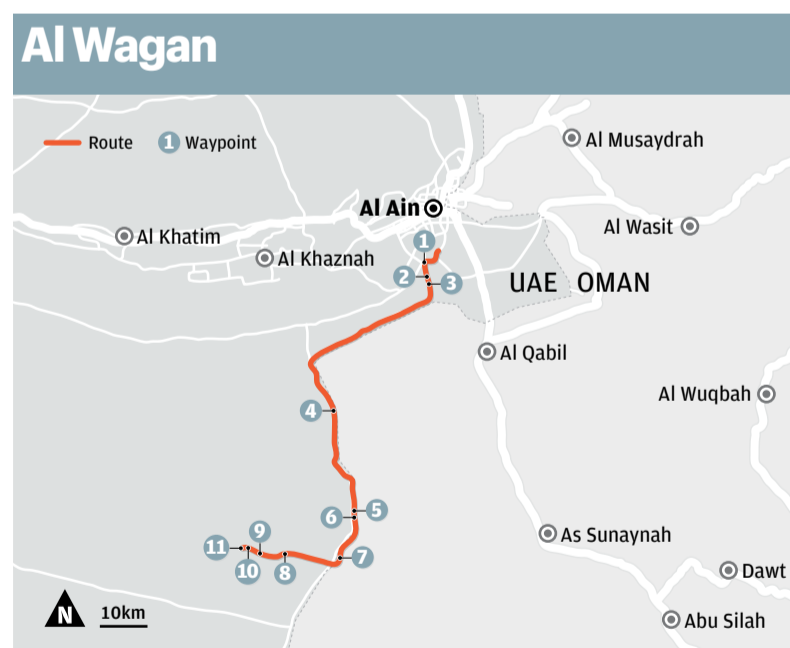 Al Wagan
Route
1 Waypoint
Al Musaydrah
Al Ain
Al Wasit
Al Khatim
1
Al Khaznah
2
3
UAE OMAN
Al Qabil
Al Wuqbah
4
5
6
As Sunaynah
9
11
7
10
8
Dawt
N
10km
Abu Silah